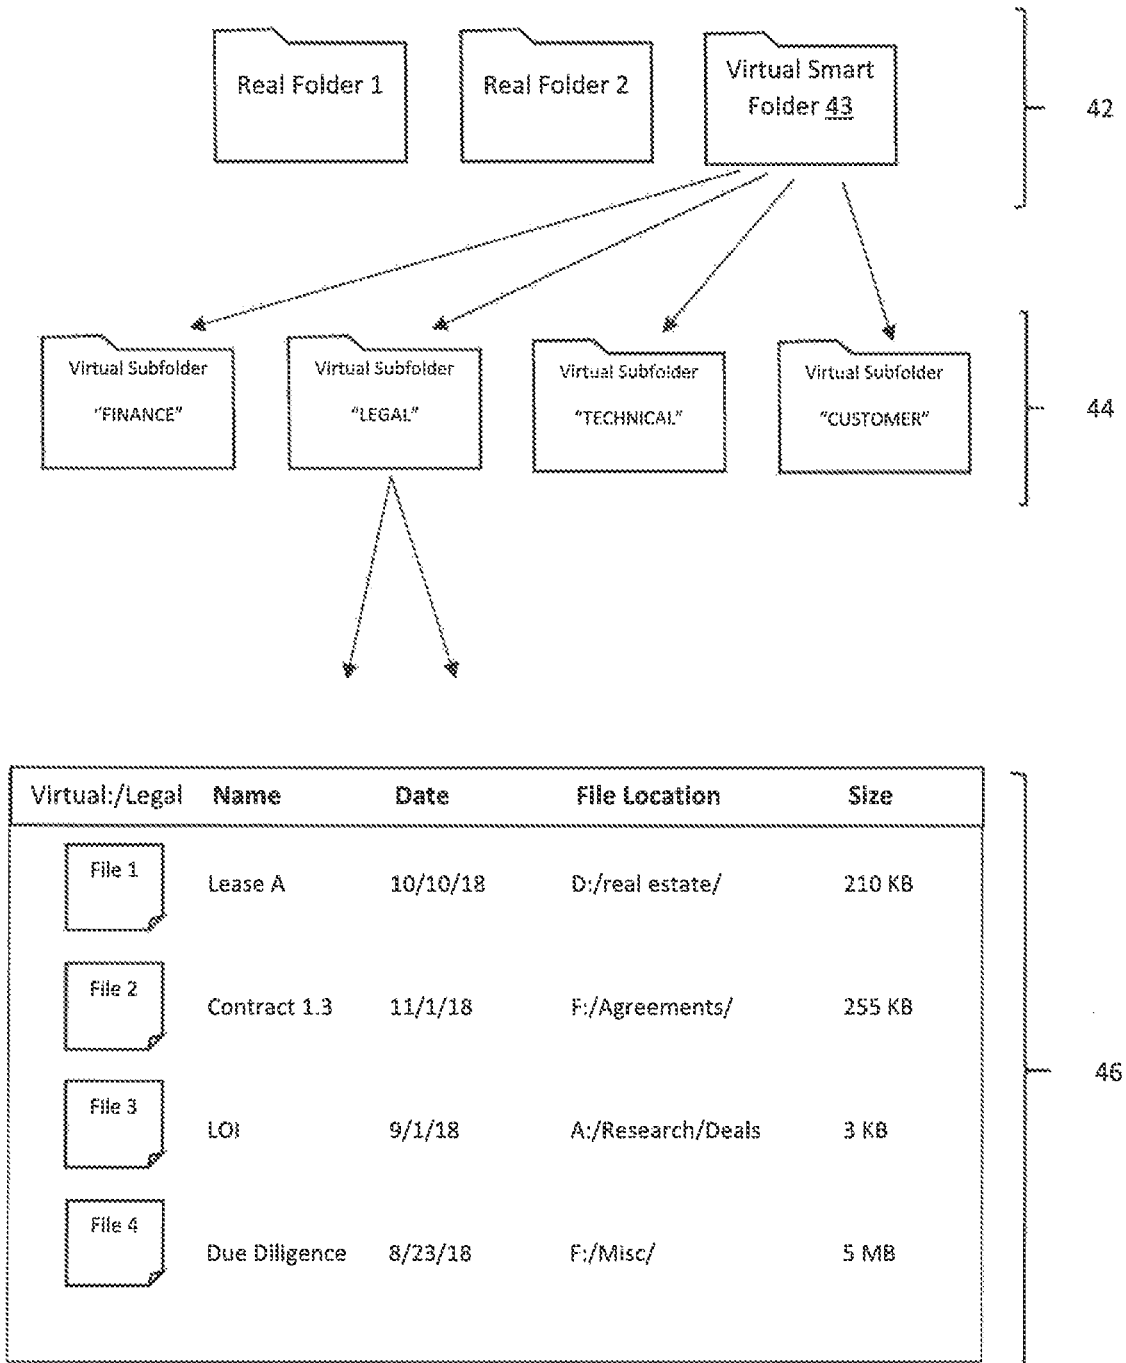 Real Folder 1
Real Folder 2
Virtual Smart
Folder 43
42
Virtual Subfolder
"FINANCE"
Virtual Subfolder
"LEGAL"
Virtual Subfolder
"TECHNICAL"
Virtual Subfolder
"CUSTOMER"
44
Virtual:/Legal Name Date File Location Size
File 1
Lease A 10/10/18 D:/real estate/ 210 KB
File 2
Contract 1.3 11/1/18 F:/Agreements/ 255 KB
File 3
LOI 9/1/18 A:/Research/Deals 3 KB
File 4
Due Diligence 8/23/18 F:/Misc/ 5 MB
46